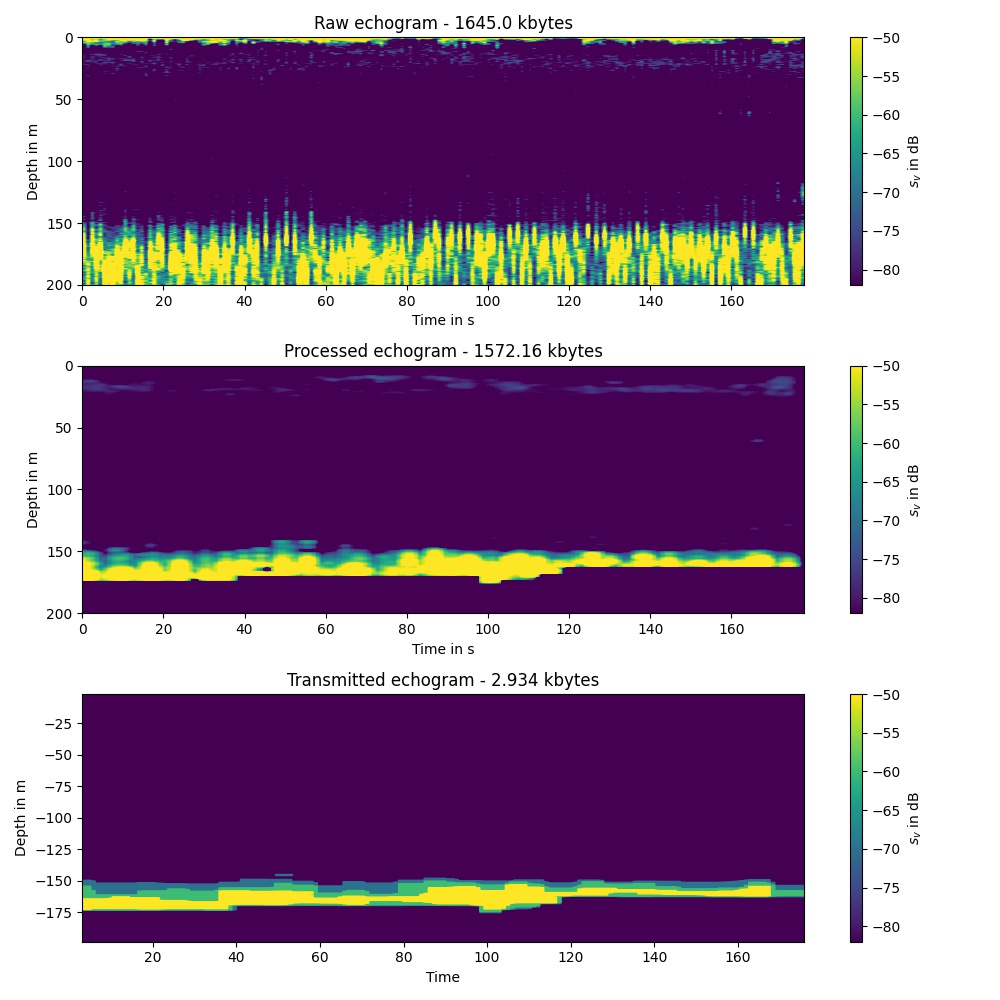 Raw echogram - 1645.0 kbytes
0
50
100
150
200
Depth in m
0 20 40 60 80 100 120 140 160
Time in s
−50
−55
−60
−65
−70
−75
−80
sv in dB
Processed echogram - 1572.16 kbytes
0
50
100
150
200
Depth in m
0 20 40 60 80 100 120 140 160
Time in s
−50
−55
−60
−65
−70
−75
−80
sv in dB
Transmitted echogram - 2.934 kbytes
−25
−50
−75
−100
−125
−150
−175
Depth in m
20 40 60 80 100 120 140 160
Time
−50
−55
−60
−65
−70
−75
−80
sv in dB